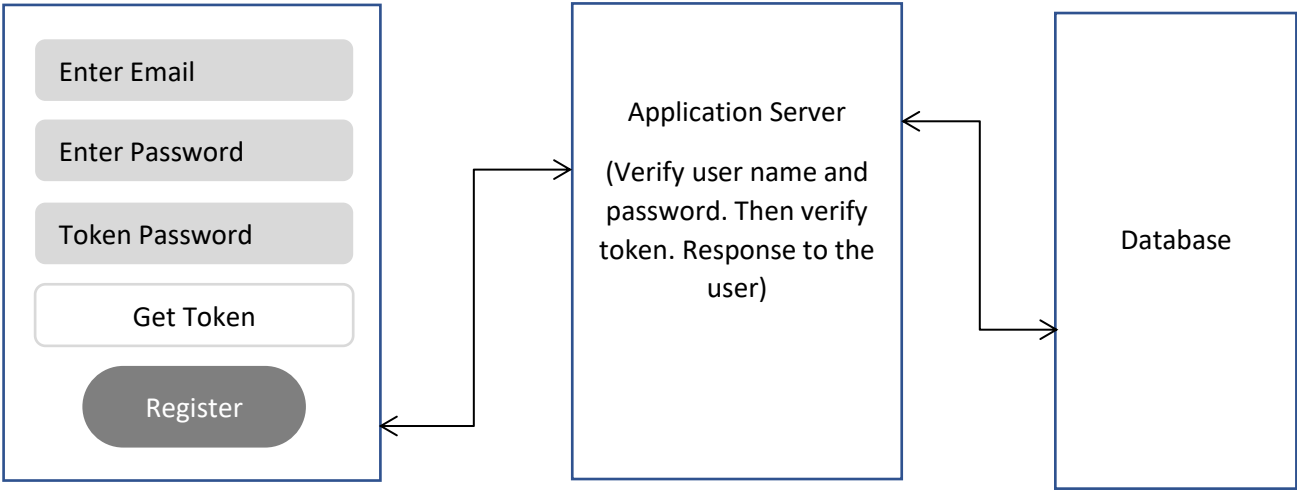 Enter Email
Enter Password
Token Password
Get Token
Register
Application Server
(Verify user name and
password. Then verify
token. Response to the
user)
Database